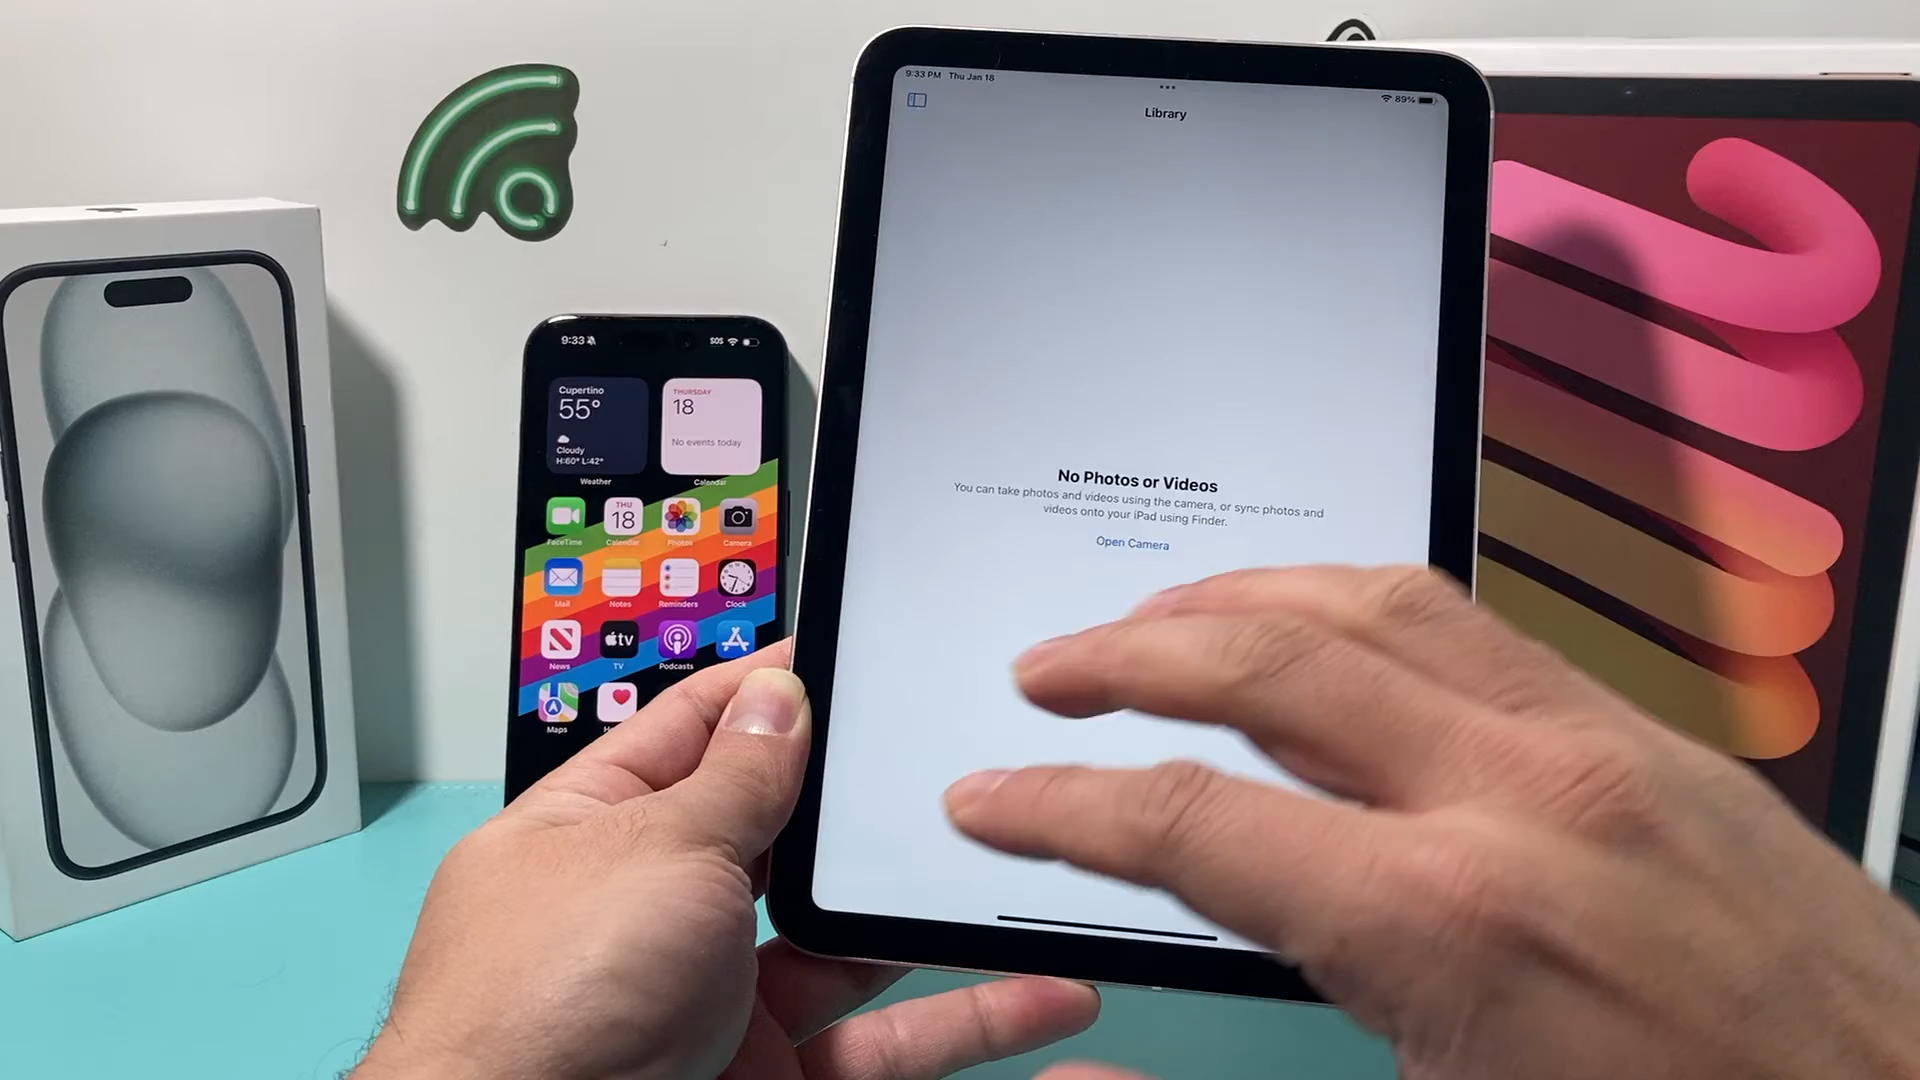 9:33 PM Thu Jan 18
89%
Library
No Photos or Videos
You can take photos and videos using the camera, or sync photos and
videos onto your iPad using Finder.
Open Camera
9:33
SOS
Cupertino
55°
Cloudy
H:60° L:42°
Weather
THURSDAY
18
No events today
Calendar
THU
18
FaceTime Calendar Photos Camera
Mail Notes Reminders Clock
tv
News TV Podcasts
Maps